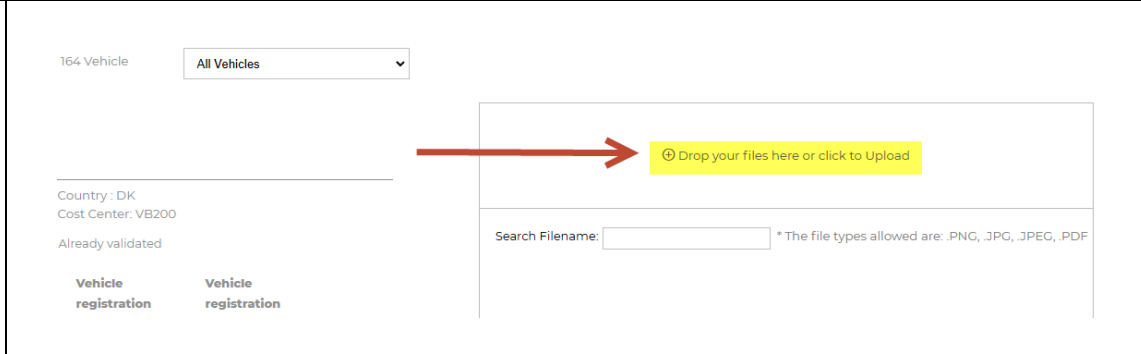 164 Vehicle
All Vehicles
Drop your files here or click to Upload
Country : DK
Cost Center: VB200
Already validated
Search Filename:
* The file types allowed are: .PNG, .JPG, .JPEG, .PDF
Vehicle Vehicle
registration registration